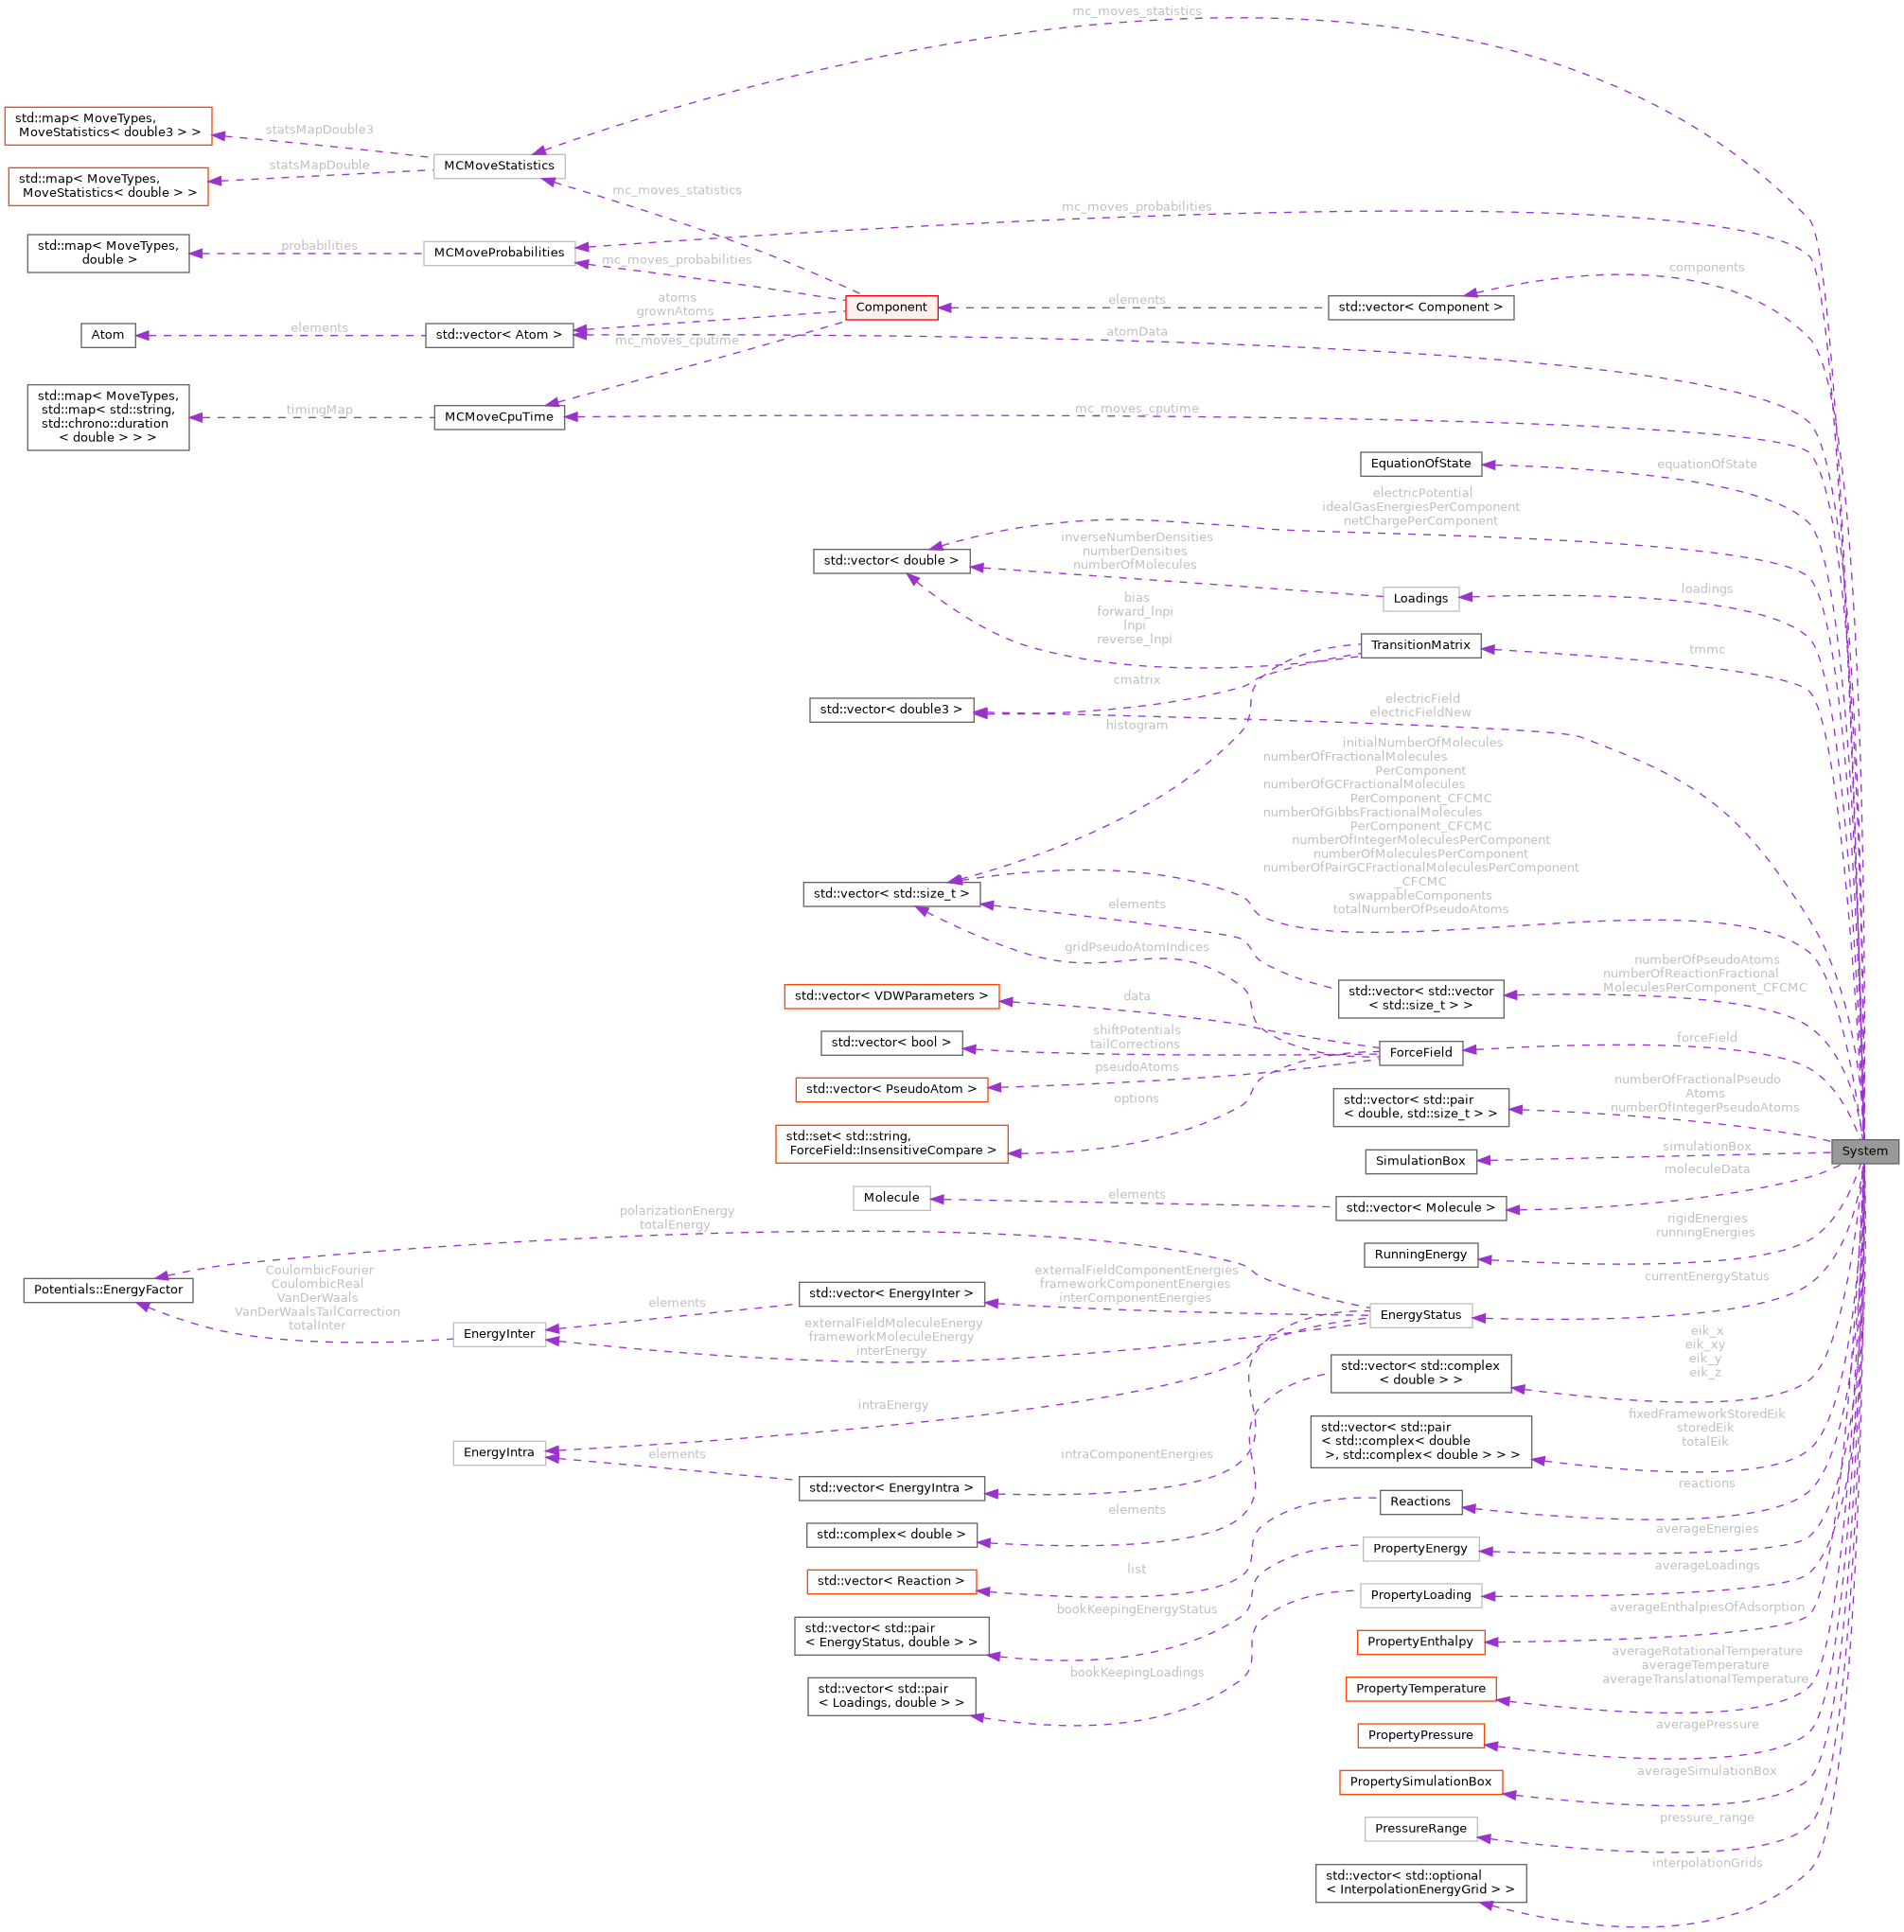 mc_moves_statistics
std::map< MoveTypes,
MoveStatistics< double3 > >
statsMapDouble3
MCMoveStatistics
statsMapDouble
std::map< MoveTypes,
MoveStatistics< double > >
mc_moves_statistics
mc_moves_probabilities
std::map< MoveTypes,
double >
probabilities
MCMoveProbabilities
mc_moves_probabilities
components
atoms
grownAtoms
Component
elements
std::vector< Component >
Atom
elements
std::vector< Atom >
mc_moves_cputime
atomData
std::map< MoveTypes,
std::map< std::string,
std::chrono::duration
< double > > >
timingMap
MCMoveCpuTime
mc_moves_cputime
EquationOfState
equationOfState
electricPotential
idealGasEnergiesPerComponent
netChargePerComponent
std::vector< double >
inverseNumberDensities
numberDensities
numberOfMolecules
Loadings
loadings
bias
forward_lnpi
lnpi
reverse_lnpi
TransitionMatrix
tmmc
cmatrix
std::vector< double3 >
electricField
electricFieldNew
histogram
initialNumberOfMolecules
numberOfFractionalMolecules
PerComponent
numberOfGCFractionalMolecules
PerComponent_CFCMC
numberOfGibbsFractionalMolecules
PerComponent_CFCMC
numberOfIntegerMoleculesPerComponent
numberOfMoleculesPerComponent
numberOfPairGCFractionalMoleculesPerComponent
_CFCMC
swappableComponents
totalNumberOfPseudoAtoms
std::vector< std::size_t >
elements
gridPseudoAtomIndices
std::vector< std::vector
< std::size_t > >
numberOfPseudoAtoms
numberOfReactionFractional
MoleculesPerComponent_CFCMC
std::vector< VDWParameters >
data
std::vector< bool >
shiftPotentials
tailCorrections
ForceField
forceField
std::vector< PseudoAtom >
pseudoAtoms
options
std::vector< std::pair
< double, std::size_t > >
numberOfFractionalPseudo
Atoms
numberOfIntegerPseudoAtoms
std::set< std::string,
ForceField::InsensitiveCompare >
SimulationBox
simulationBox
System
moleculeData
Molecule
elements
std::vector< Molecule >
polarizationEnergy
totalEnergy
rigidEnergies
runningEnergies
RunningEnergy
currentEnergyStatus
Potentials::EnergyFactor
CoulombicFourier
CoulombicReal
VanDerWaals
VanDerWaalsTailCorrection
totalInter
elements
std::vector< EnergyInter >
externalFieldComponentEnergies
frameworkComponentEnergies
interComponentEnergies
EnergyStatus
EnergyInter
externalFieldMoleculeEnergy
frameworkMoleculeEnergy
interEnergy
eik_x
eik_xy
eik_y
eik_z
std::vector< std::complex
< double > >
intraEnergy
EnergyIntra
elements
intraComponentEnergies
std::vector< EnergyIntra >
std::vector< std::pair
< std::complex< double
>, std::complex< double > > >
fixedFrameworkStoredEik
storedEik
totalEik
elements
std::complex< double >
Reactions
reactions
PropertyEnergy
averageEnergies
list
std::vector< Reaction >
PropertyLoading
averageLoadings
bookKeepingEnergyStatus
std::vector< std::pair
< EnergyStatus, double > >
averageEnthalpiesOfAdsorption
PropertyEnthalpy
bookKeepingLoadings
std::vector< std::pair
< Loadings, double > >
averageRotationalTemperature
averageTemperature
averageTranslationalTemperature
PropertyTemperature
PropertyPressure
averagePressure
PropertySimulationBox
averageSimulationBox
PressureRange
pressure_range
std::vector< std::optional
< InterpolationEnergyGrid > >
interpolationGrids